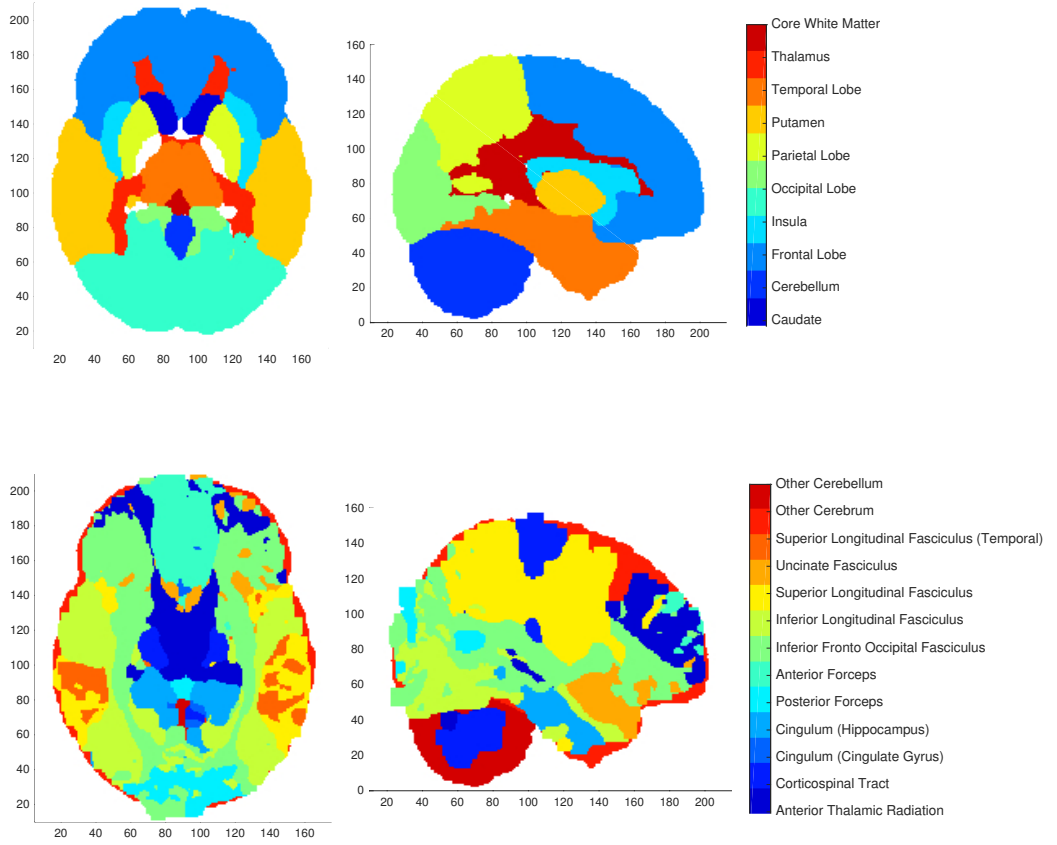 200
180
160
140
120
100
80
60
40
20
20 40 60 80 100 120 140 160
160
140
120
100
80
60
40
20
0
20 40 60 80 100 120 140 160 180 200
Core White Matter
Thalamus
Temporal Lobe
Putamen
Parietal Lobe
Occipital Lobe
Insula
Frontal Lobe
Cerebellum
Caudate
200
180
160
140
120
100
80
60
40
20
20 40 60 80 100 120 140 160
160
140
120
100
80
60
40
20
0
20 40 60 80 100 120 140 160 180 200
Other Cerebellum
Other Cerebrum
Superior Longitudinal Fasciculus (Temporal)
Uncinate Fasciculus
Superior Longitudinal Fasciculus
Inferior Longitudinal Fasciculus
Inferior Fronto Occipital Fasciculus
Anterior Forceps
Posterior Forceps
Cingulum (Hippocampus)
Cingulum (Cingulate Gyrus)
Corticospinal Tract
Anterior Thalamic Radiation